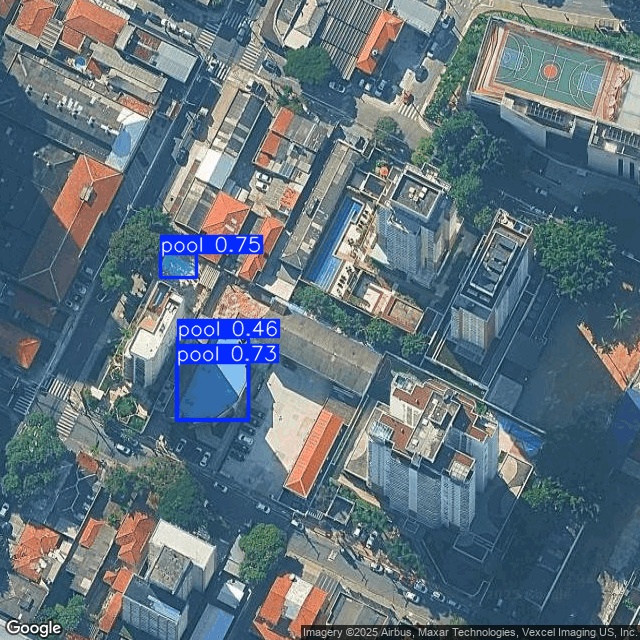 pool 0.75
pool 0.46
pool 0.73
Google
Imagery ©2025 Airbus, Maxar Technologies, Vexcel Imaging US, Inc.